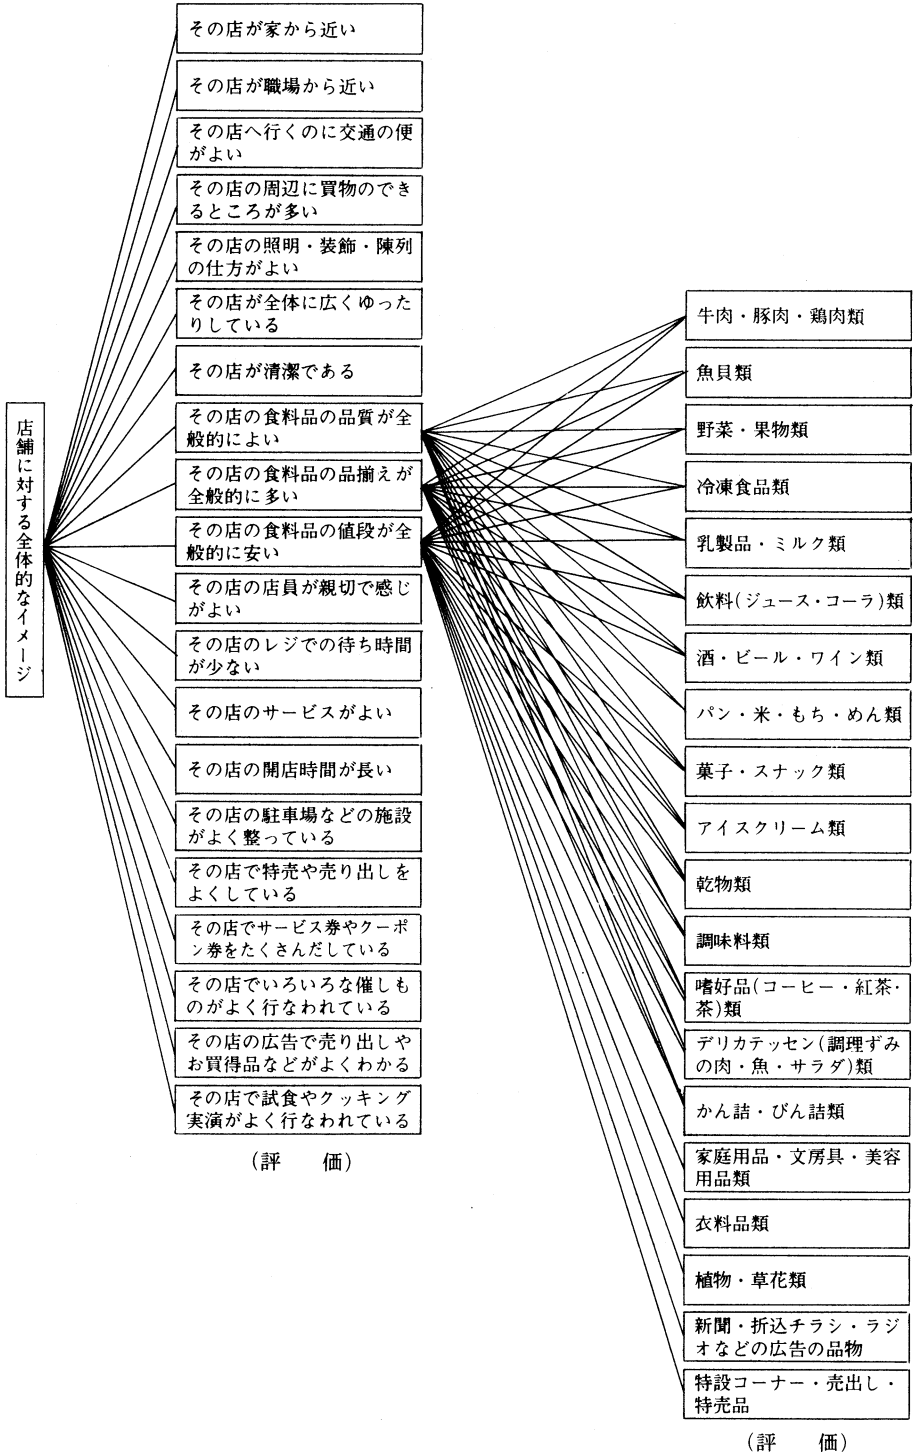 店舗に対する全体的なイメージ
その店が家から近い
その店が職場から近い
その店へ行くのに交通の便
がよい
その店の周辺に買物のでき
るところが多い
その店の照明・装飾・陳列
の仕方がよい
その店が全体に広くゆった
りしている
その店が清潔である
その店の食料品の品質が全
般的によい
その店の食料品の品揃えが
全般的に多い
その店の食料品の値段が全
般的に安い
その店の店員が親切で感じ
がよい
その店のレジでの待ち時間
が少ない
その店のサービスがよい
その店の開店時間が長い
その店の駐車場などの施設
がよく整っている
その店で特売や売り出しを
よくしている
その店でサービス券やクーポ
ン券をたくさんだしている
その店でいろいろな催しも
のがよく行なわれている
その店の広告で売り出しや
お買得品などがよくわかる
その店で試食やクッキング
実演がよく行なわれている
(評　価)
牛肉・豚肉・鶏肉類
魚貝類
野菜・果物類
冷凍食品類
乳製品・ミルク類
飲料(ジュース・コーラ)類
酒・ビール・ワイン類
パン・米・もち・めん類
菓子・スナック類
アイスクリーム類
乾物類
調味料類
嗜好品(コーヒー・紅茶・
茶)類
デリカテッセン(調理ずみ
の肉・魚・サラダ)類
かん詰・びん詰類
家庭用品・文房具・美容
用品類
衣料品類
植物・草花類
新聞・折込チラシ・ラジ
オなどの広告の品物
特設コーナー・売出し・
特売品
(評　価)